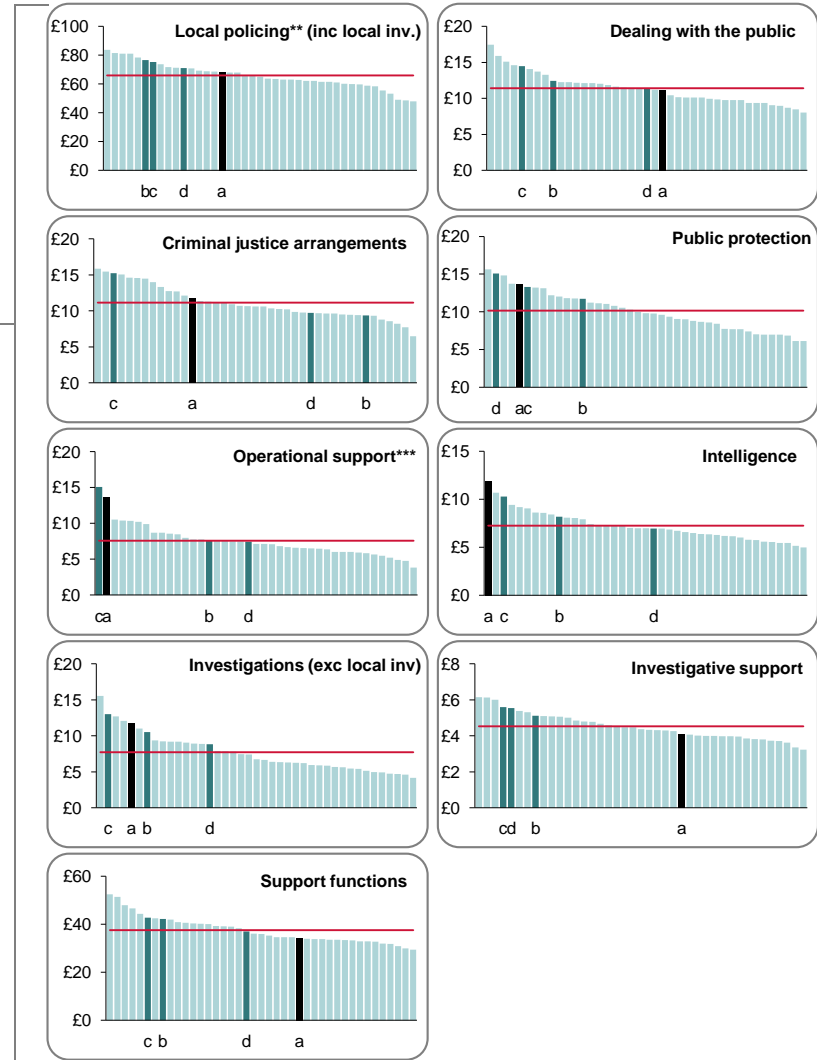 Local policing** (inc local inv.)
£100
£80
£60
£40
£20
£0
bc d a
Dealing with the public
£20
£15
£10
£5
£0
c b d a
Criminal justice arrangements
£20
£15
£10
£5
£0
c a d b
Public protection
£20
£15
£10
£5
£0
d ac b
Operational support***
£20
£15
£10
£5
£0
ca b d
Intelligence
£15
£10
£5
£0
a c b d
Investigations (exc local inv)
£20
£15
£10
£5
£0
c a b d
Investigative support
£8
£6
£4
£2
£0
cd b a
Support functions
£60
£40
£20
£0
c b d a